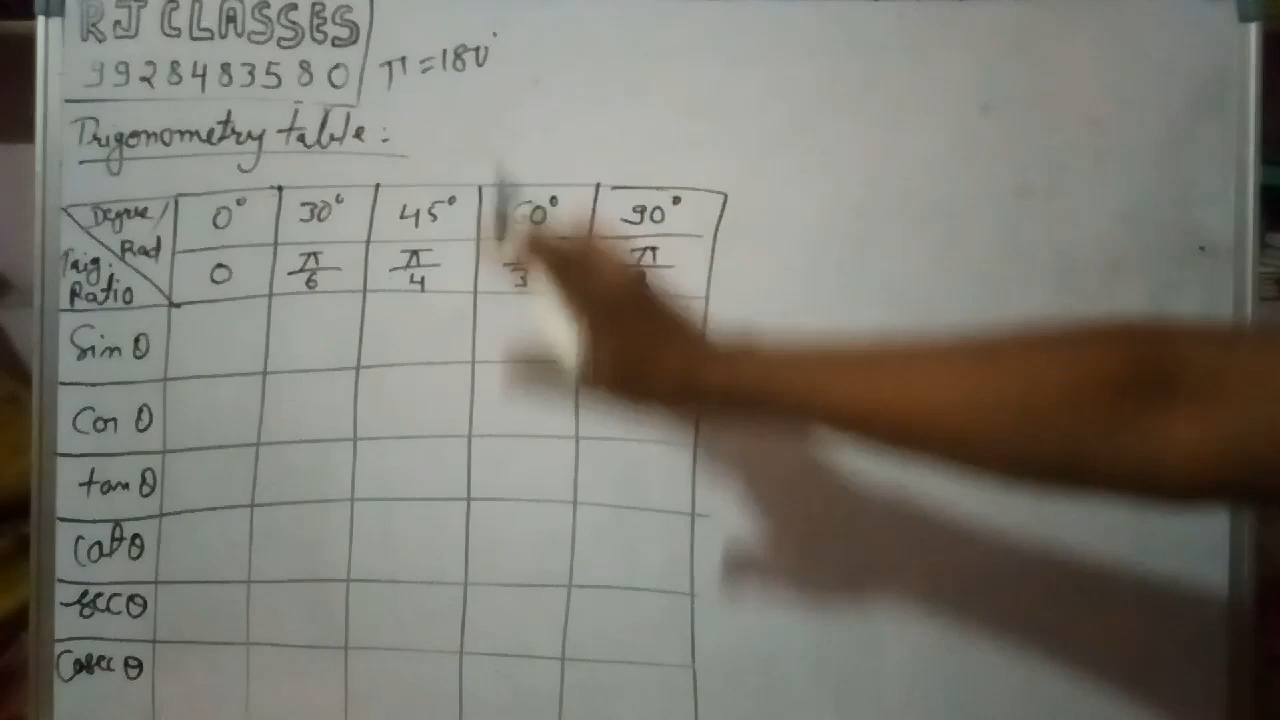 RJ CLASSES
9928483580 π = 180°
Trigonometry table:
Degree/Rad 0° 30° 45° 90°
Trig. Ratio 0 π/6 π/4
Sin θ
Cos θ
tan θ
Cot θ
sec θ
Cosec θ